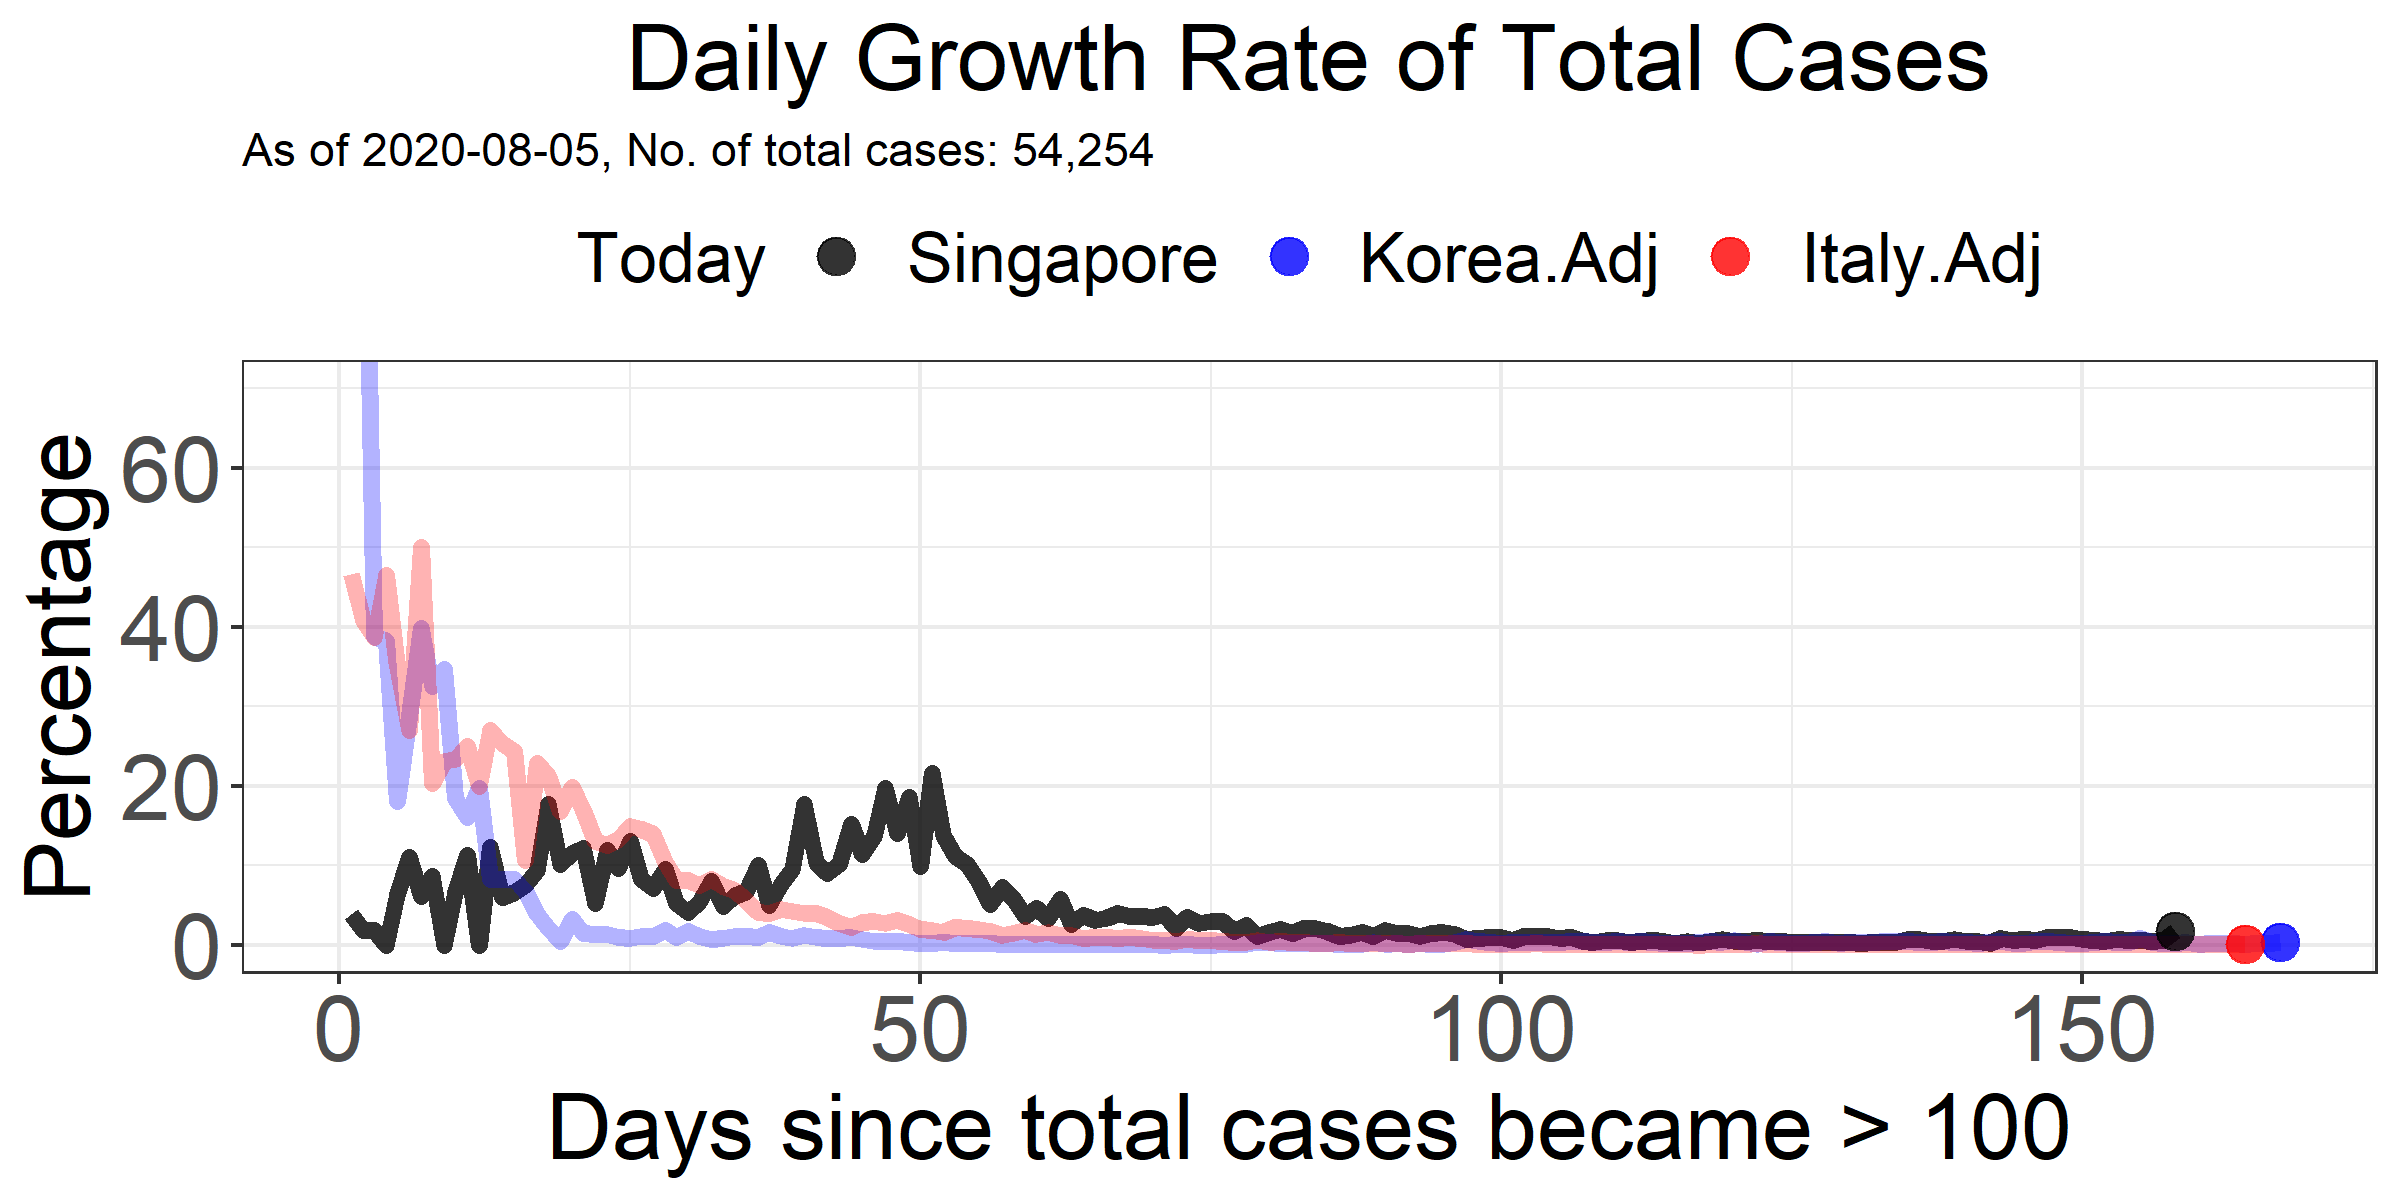 Daily Growth Rate of Total Cases
As of 2020-08-05, No. of total cases: 54,254
Today Singapore Korea.Adj Italy.Adj
Percentage
60
40
20
0
0 50 100 150
Days since total cases became > 100